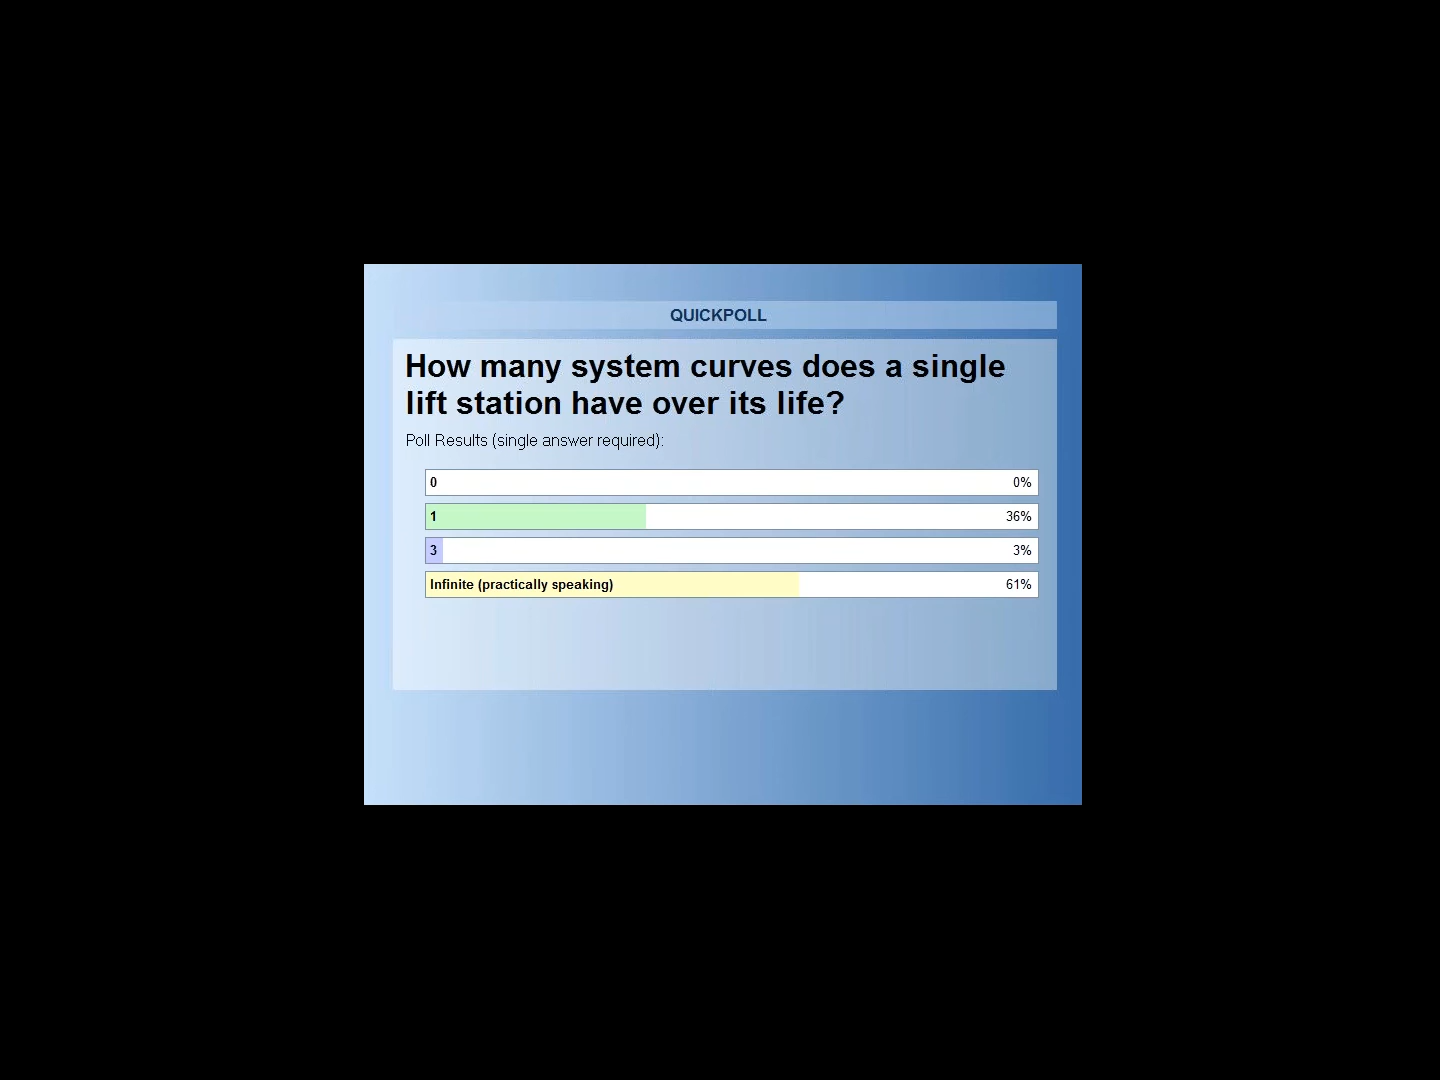 QUICKPOLL
How many system curves does a single
lift station have over its life?
Poll Results (single answer required):
0 0%
1 36%
3 3%
Infinite (practically speaking) 61%